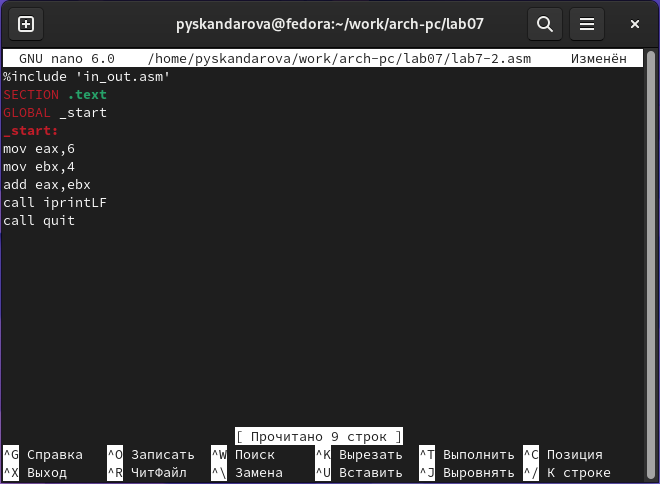 pyskandarova@fedora:~/work/arch-pc/lab07
GNU nano 6.0 /home/pyskandarova/work/arch-pc/lab07/lab7-2.asm Изменён
%include 'in_out.asm'
SECTION .text
GLOBAL _start
_start:
mov eax,6
mov ebx,4
add eax,ebx
call iprintLF
call quit
[ Прочитано 9 строк ]
^G Справка ^O Записать ^W Поиск ^K Вырезать ^T Выполнить ^C Позиция
^X Выход ^R ЧитФайл ^\ Замена ^U Вставить ^J Выровнять ^/ К строке